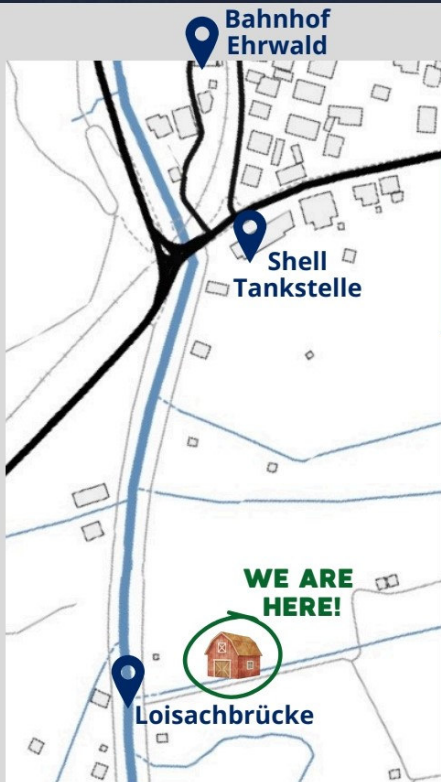 Bahnhof
Ehrwald
Shell
Tankstelle
WE ARE
HERE!
Loisachbrücke